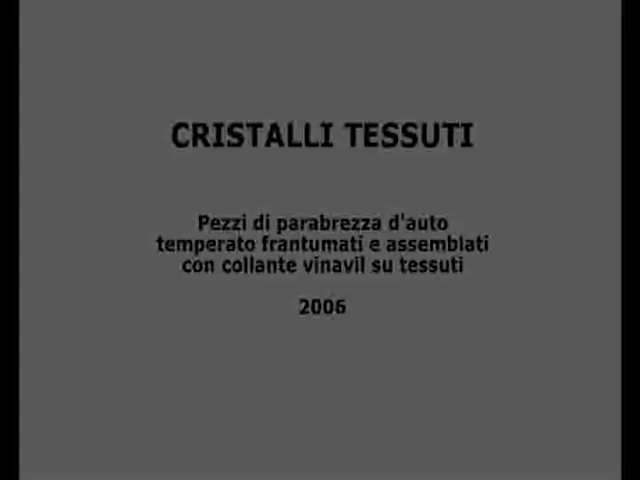 CRISTALLI TESSUTI
Pezzi di parabrezza d'auto
temperato frantumati e assemblati
con collante vinavil su tessuti
2006